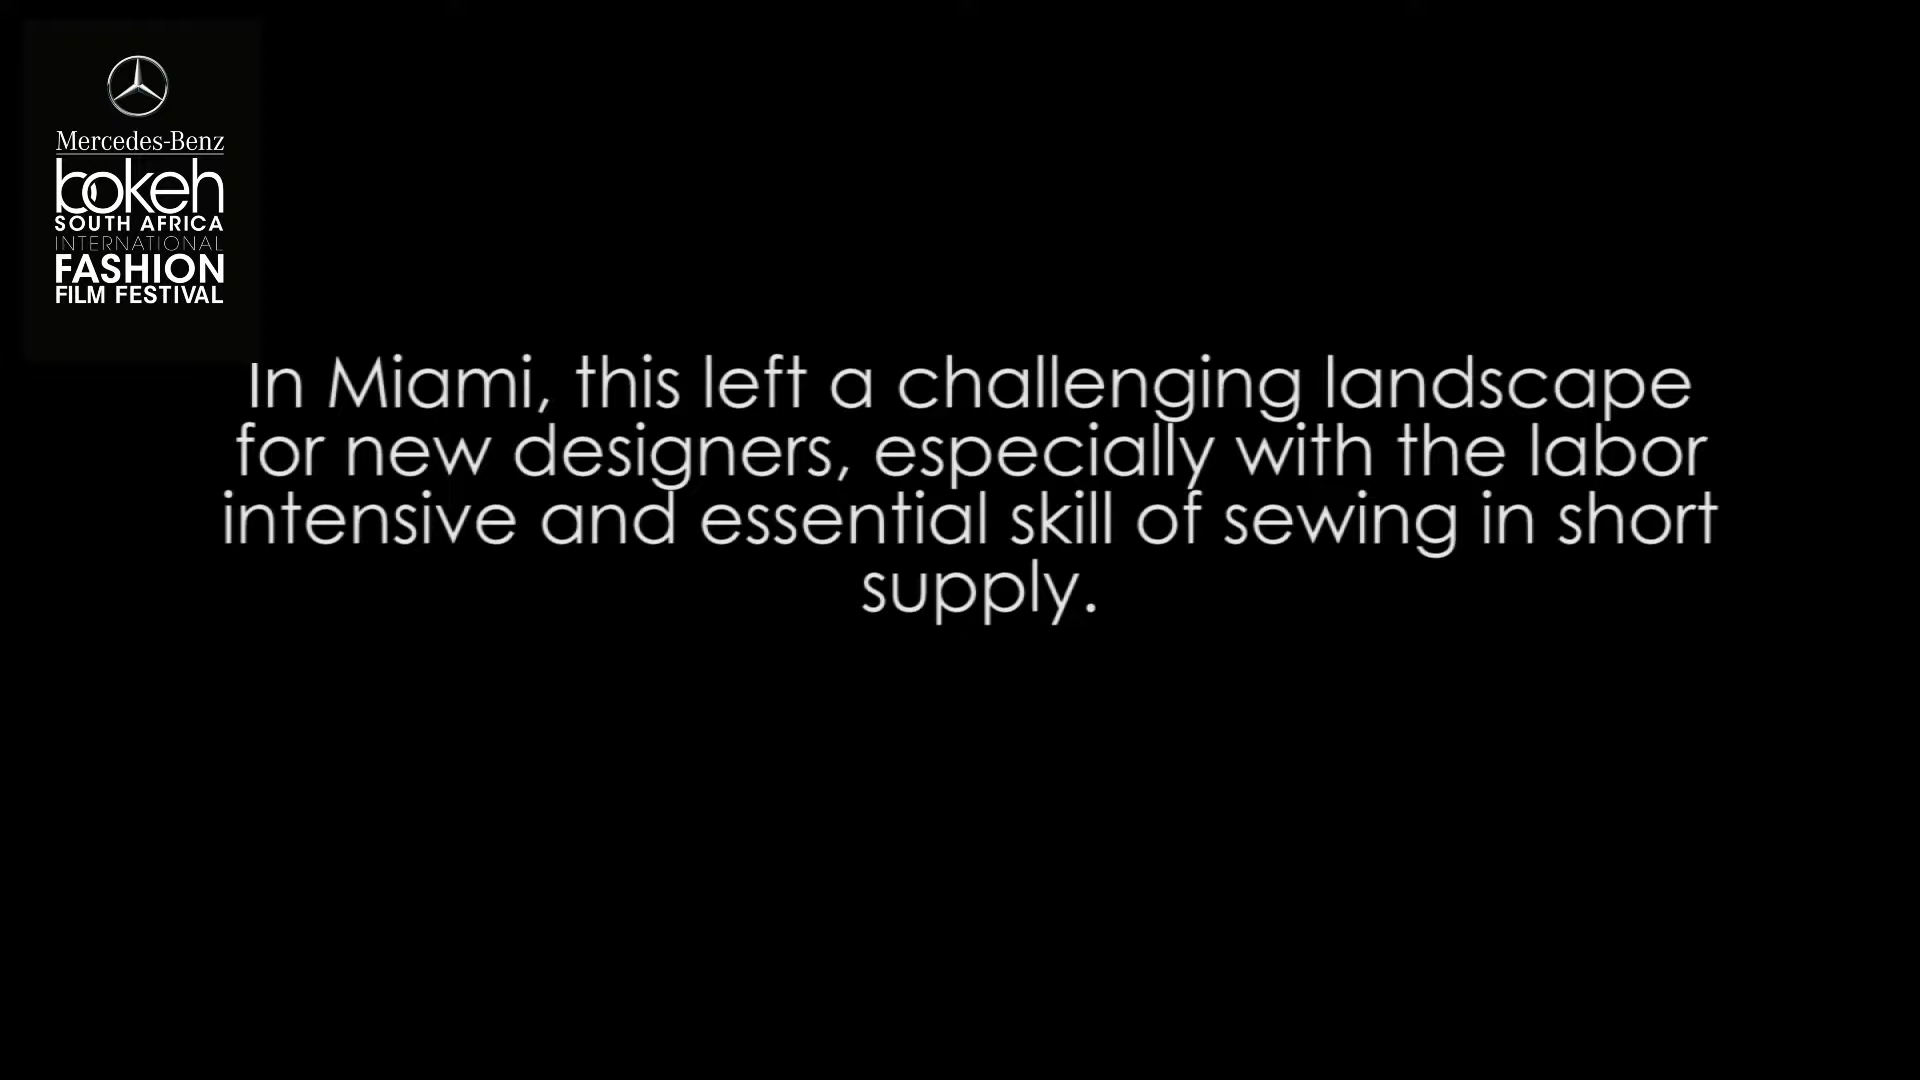 Mercedes-Benz
bokeh
SOUTH AFRICA
INTERNATIONAL
FASHION
FILM FESTIVAL
In Miami, this left a challenging landscape
for new designers, especially with the labor
intensive and essential skill of sewing in short
supply.